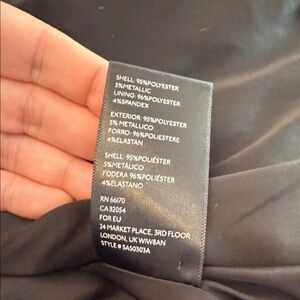 SHELL: 95%POLYESTER
5%METALLIC
LINING: 96%POLYESTER
4%SPANDEX
EXTERIOR: 95%POLYESTER
5% METALLICO
FORRO: 96%POLIESTERE
4%ELASTAN
SHELL: 95%POLIÉSTER
5%METÁLICO
FODERA 96%POLIÉSTER
4%ELASTANO
RN 66170
CA 32054
FOR EU
24 MARKET PLACE, 3RD FLOOR
LONDON, UK W1W8AN
STYLE # SA50303A